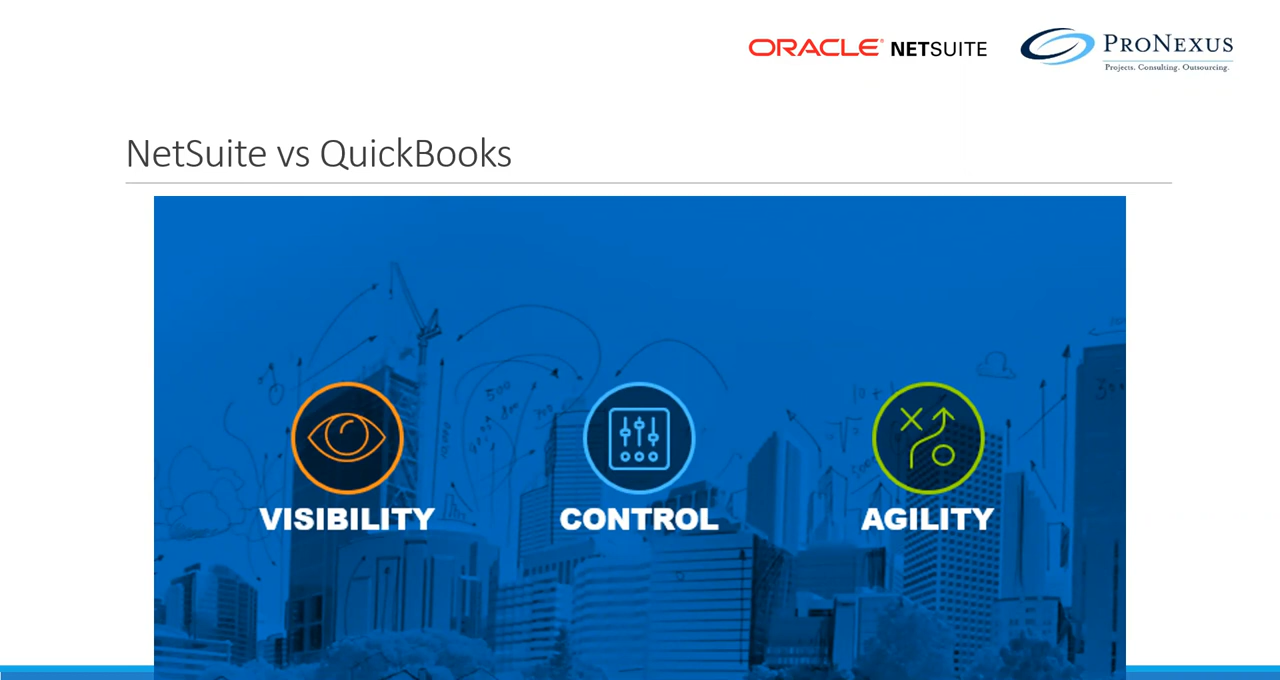 ORACLE® NETSUITE
PRONEXUS
Projects. Consulting. Outsourcing.
NetSuite vs QuickBooks
VISIBILITY
CONTROL
AGILITY